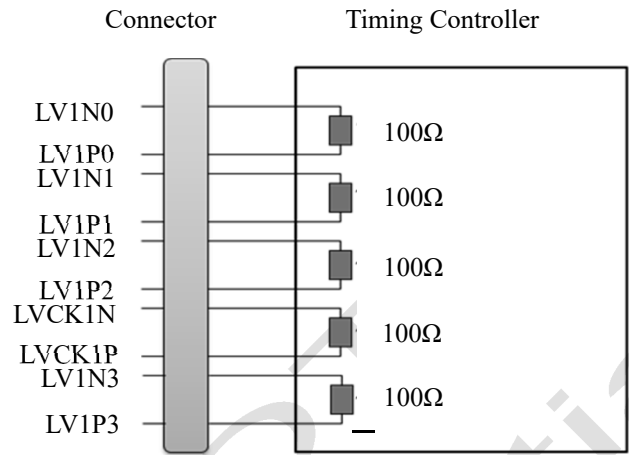 Connector Timing Controller
LV1N0
100Ω
LV1P0
LV1N1
100Ω
LV1P1
LV1N2
100Ω
LV1P2
LVCK1N
100Ω
LVCK1P
LV1N3
100Ω
LV1P3